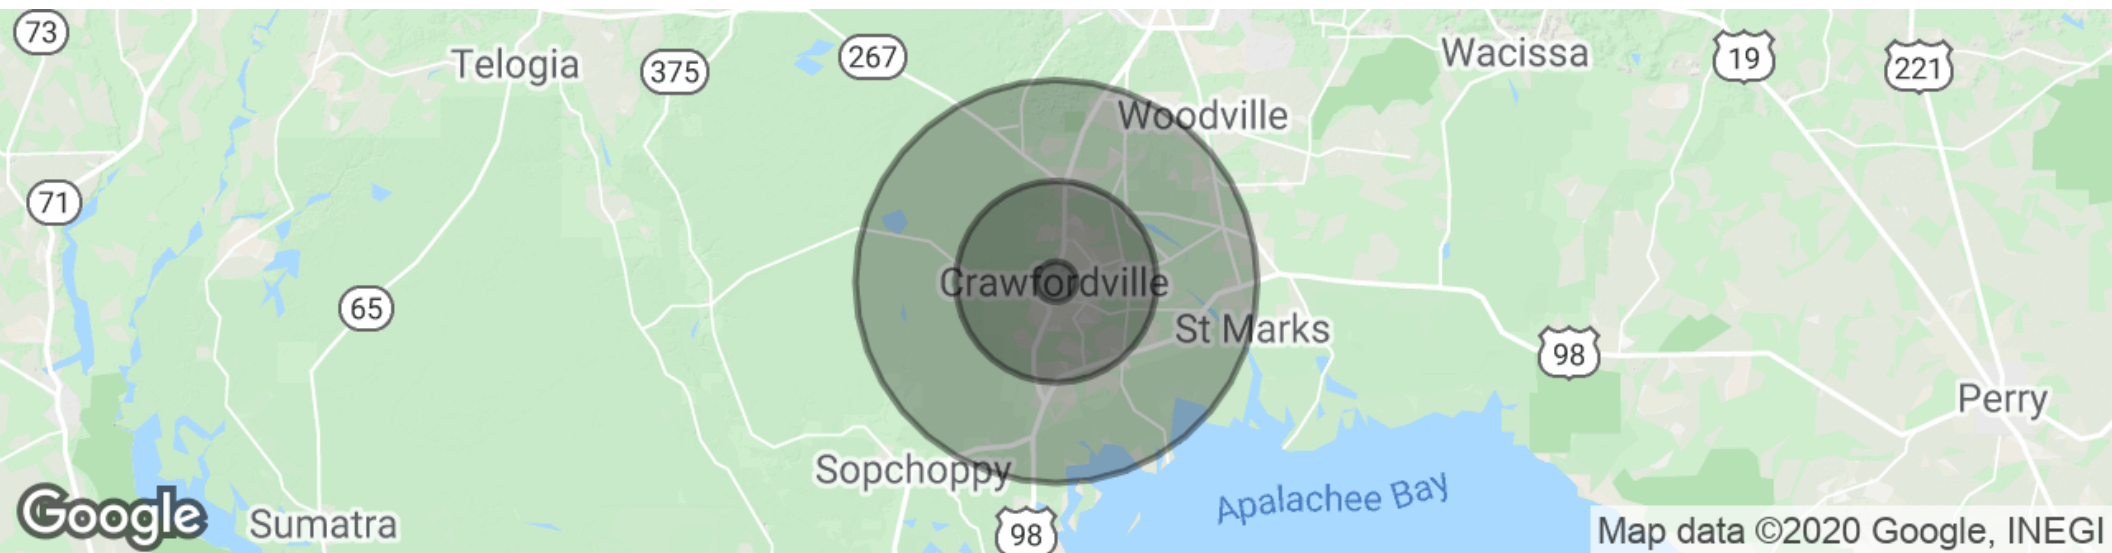 73
Telogia
375
267
Wacissa
19
221
Woodville
71
Crawfordville
65
St Marks
98
Perry
Sopchoppy
Apalachee Bay
Google
Sumatra
98
Map data ©2020 Google, INEGI